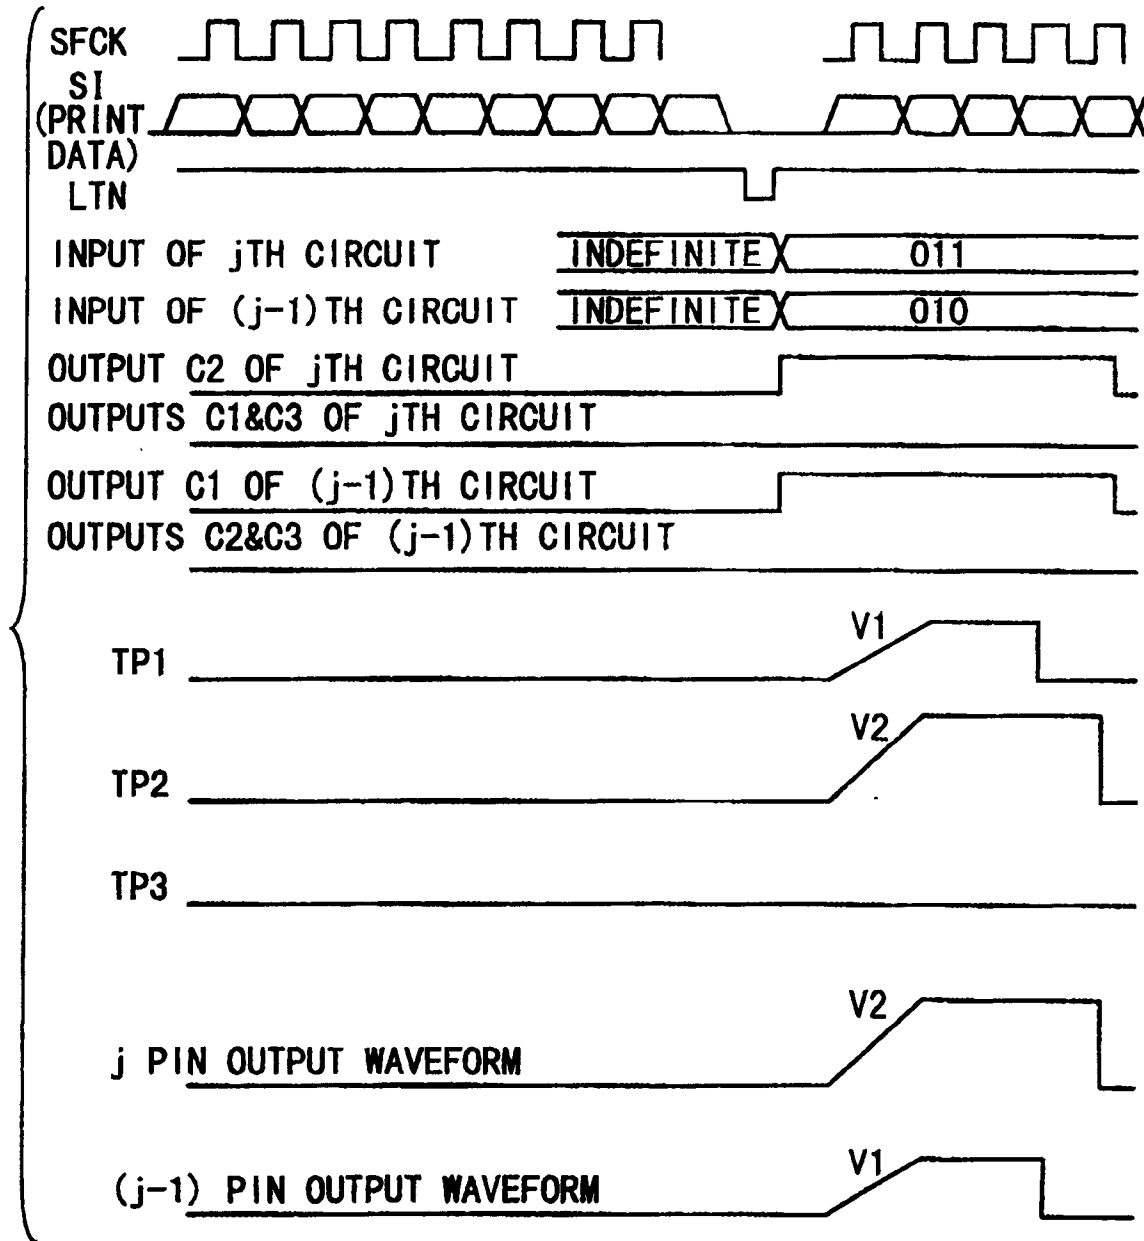 SFCK
SI
(PRINT
DATA)
LTN
INPUT OF jTH CIRCUIT INDEFINITE 011
INPUT OF (j-1)TH CIRCUIT INDEFINITE 010
OUTPUT C2 OF jTH CIRCUIT
OUTPUTS C1&C3 OF jTH CIRCUIT
OUTPUT C1 OF (j-1)TH CIRCUIT
OUTPUTS C2&C3 OF (j-1)TH CIRCUIT
V1
TP1
V2
TP2
TP3
V2
j PIN OUTPUT WAVEFORM
V1
(j-1) PIN OUTPUT WAVEFORM